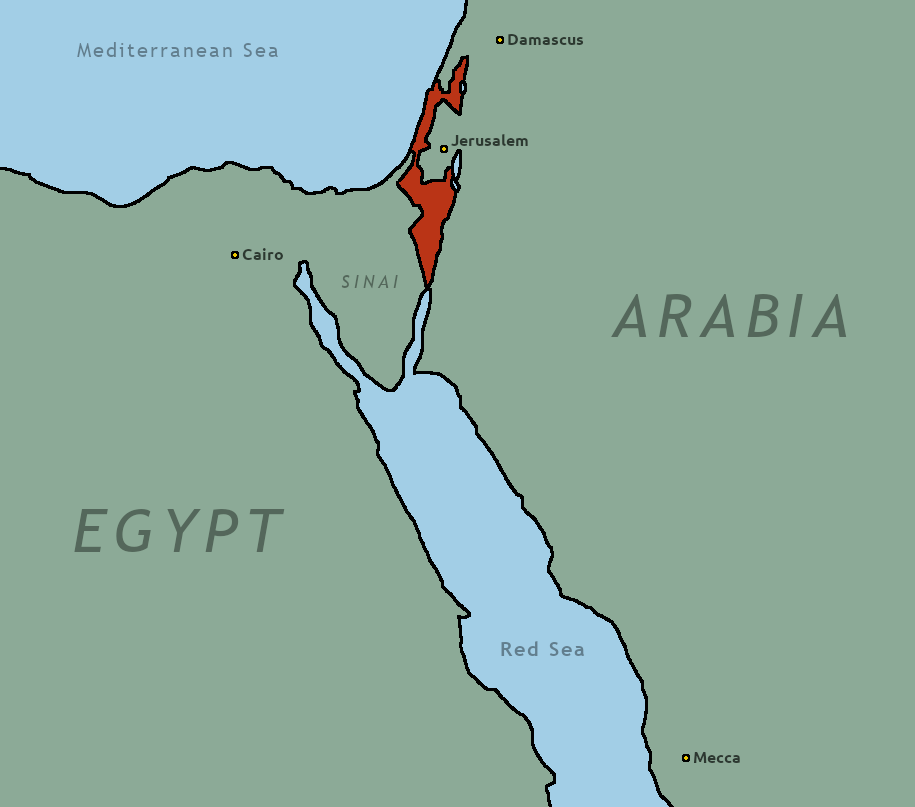 Damascus
Mediterranean Sea
Jerusalem
Cairo
SINAI
ARABIA
EGYPT
Red Sea
Mecca